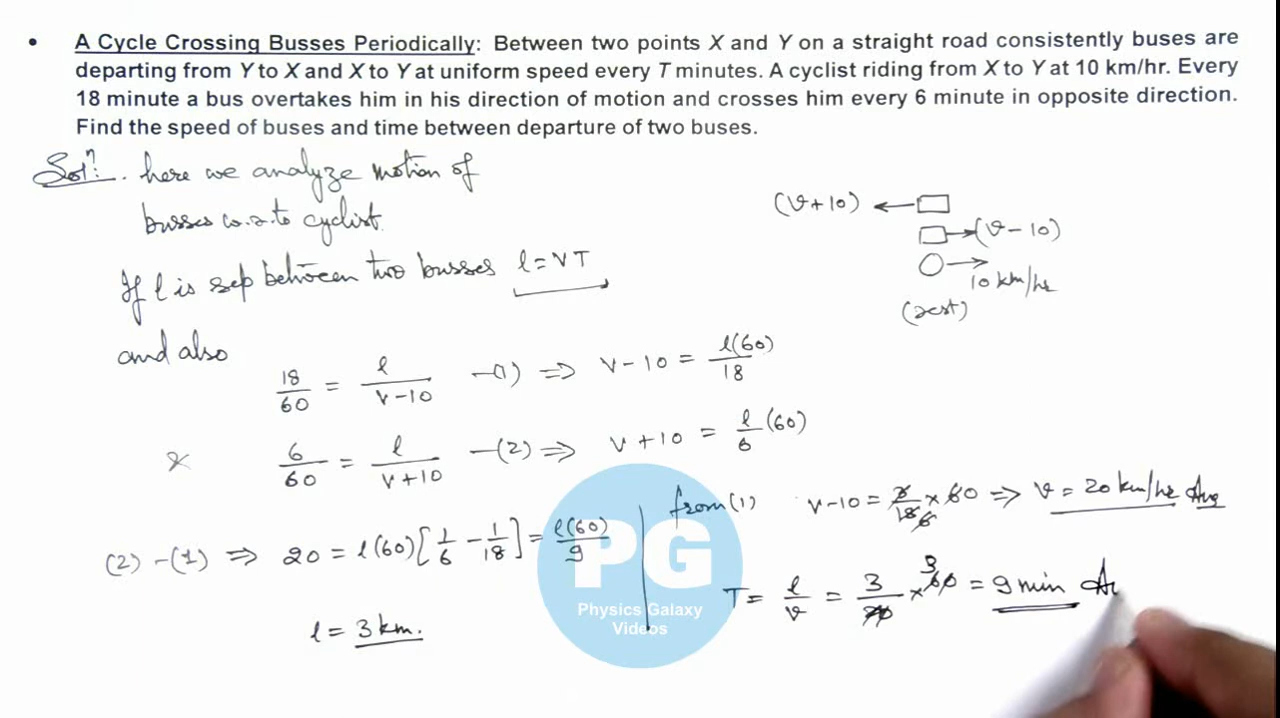 • A Cycle Crossing Busses Periodically: Between two points X and Y on a straight road consistently buses are
departing from Y to X and X to Y at uniform speed every T minutes. A cyclist riding from X to Y at 10 km/hr. Every
18 minute a bus overtakes him in his direction of motion and crosses him every 6 minute in opposite direction.
Find the speed of buses and time between departure of two buses.
Solⁿ. here we analyze motion of
busses w.r.to cyclist.
If l is sep between two busses l = VT
(v+10) ←
→ (v-10)
→ 10 km/hr
(rest)
and also
18/60 = l/(v-10) —(1) ⇒ v-10 = l(60)/18
& 6/60 = l/(v+10) —(2) ⇒ v+10 = l/6 (60)
(2) -(1) ⇒ 20 = l(60)[1/6 - 1/18] = l(60)/9
l = 3 km.
from (1) v-10 = 3/18 × 60 ⇒ v = 20 km/hr Ans
T = l/v = 3/20 × 60 = 9 min
PG
Physics Galaxy
Videos